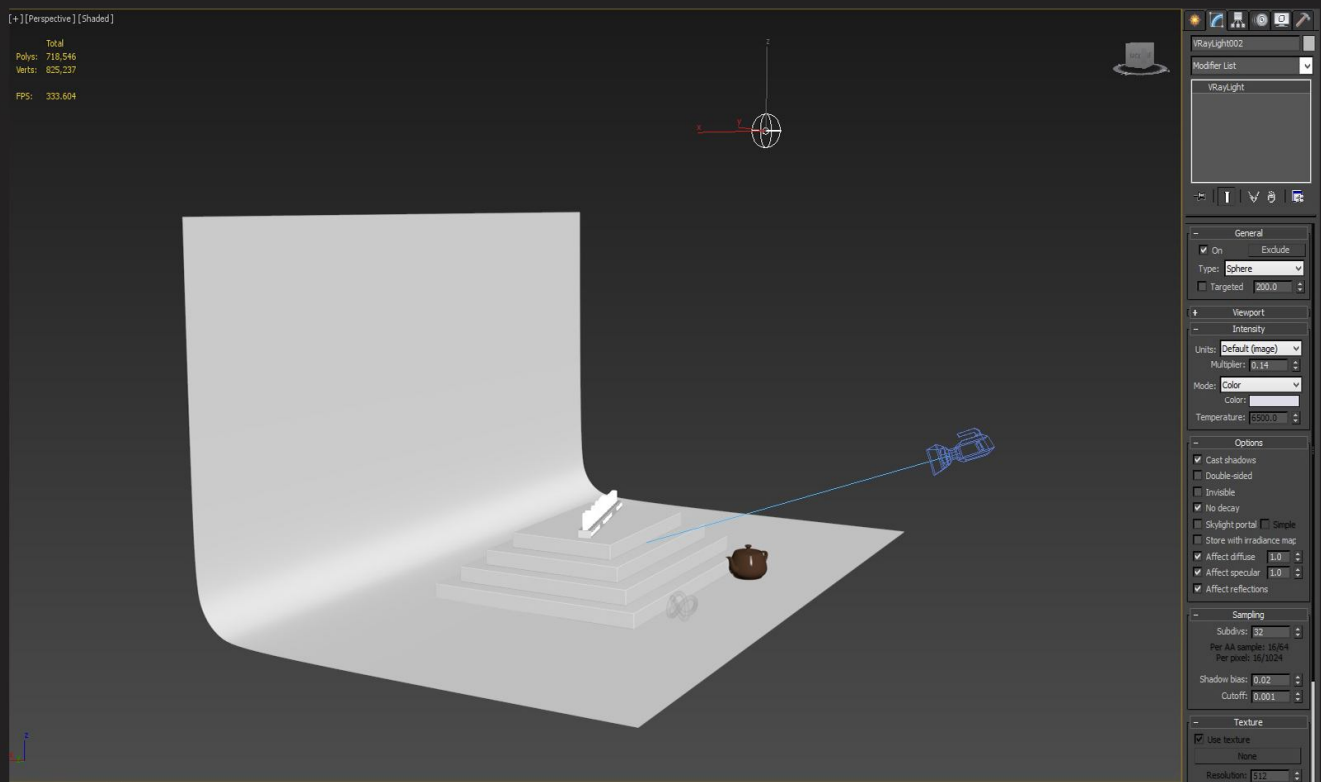 [+] [Perspective] [Shaded]
Total
Polys: 718,546
Verts: 825,237
FPS: 333.604
z
x
y
z
VRayLight002
Modifier List
VRayLight
General
On Exclude
Type: Sphere
Targeted 200.0
+ Viewport
- Intensity
Units: Default (image)
Multiplier: 0.14
Mode: Color
Color:
Temperature: 6500.0
- Options
Cast shadows
Double-sided
Invisible
No decay
Skylight portal Simple
Store with irradiance map
Affect diffuse 1.0
Affect specular 1.0
Affect reflections
- Sampling
Subdivs: 32
Per AA sample: 16/64
Per pixel: 16/1024
Shadow bias: 0.02
Cutoff: 0.001
- Texture
Use texture
None
Resolution: 512